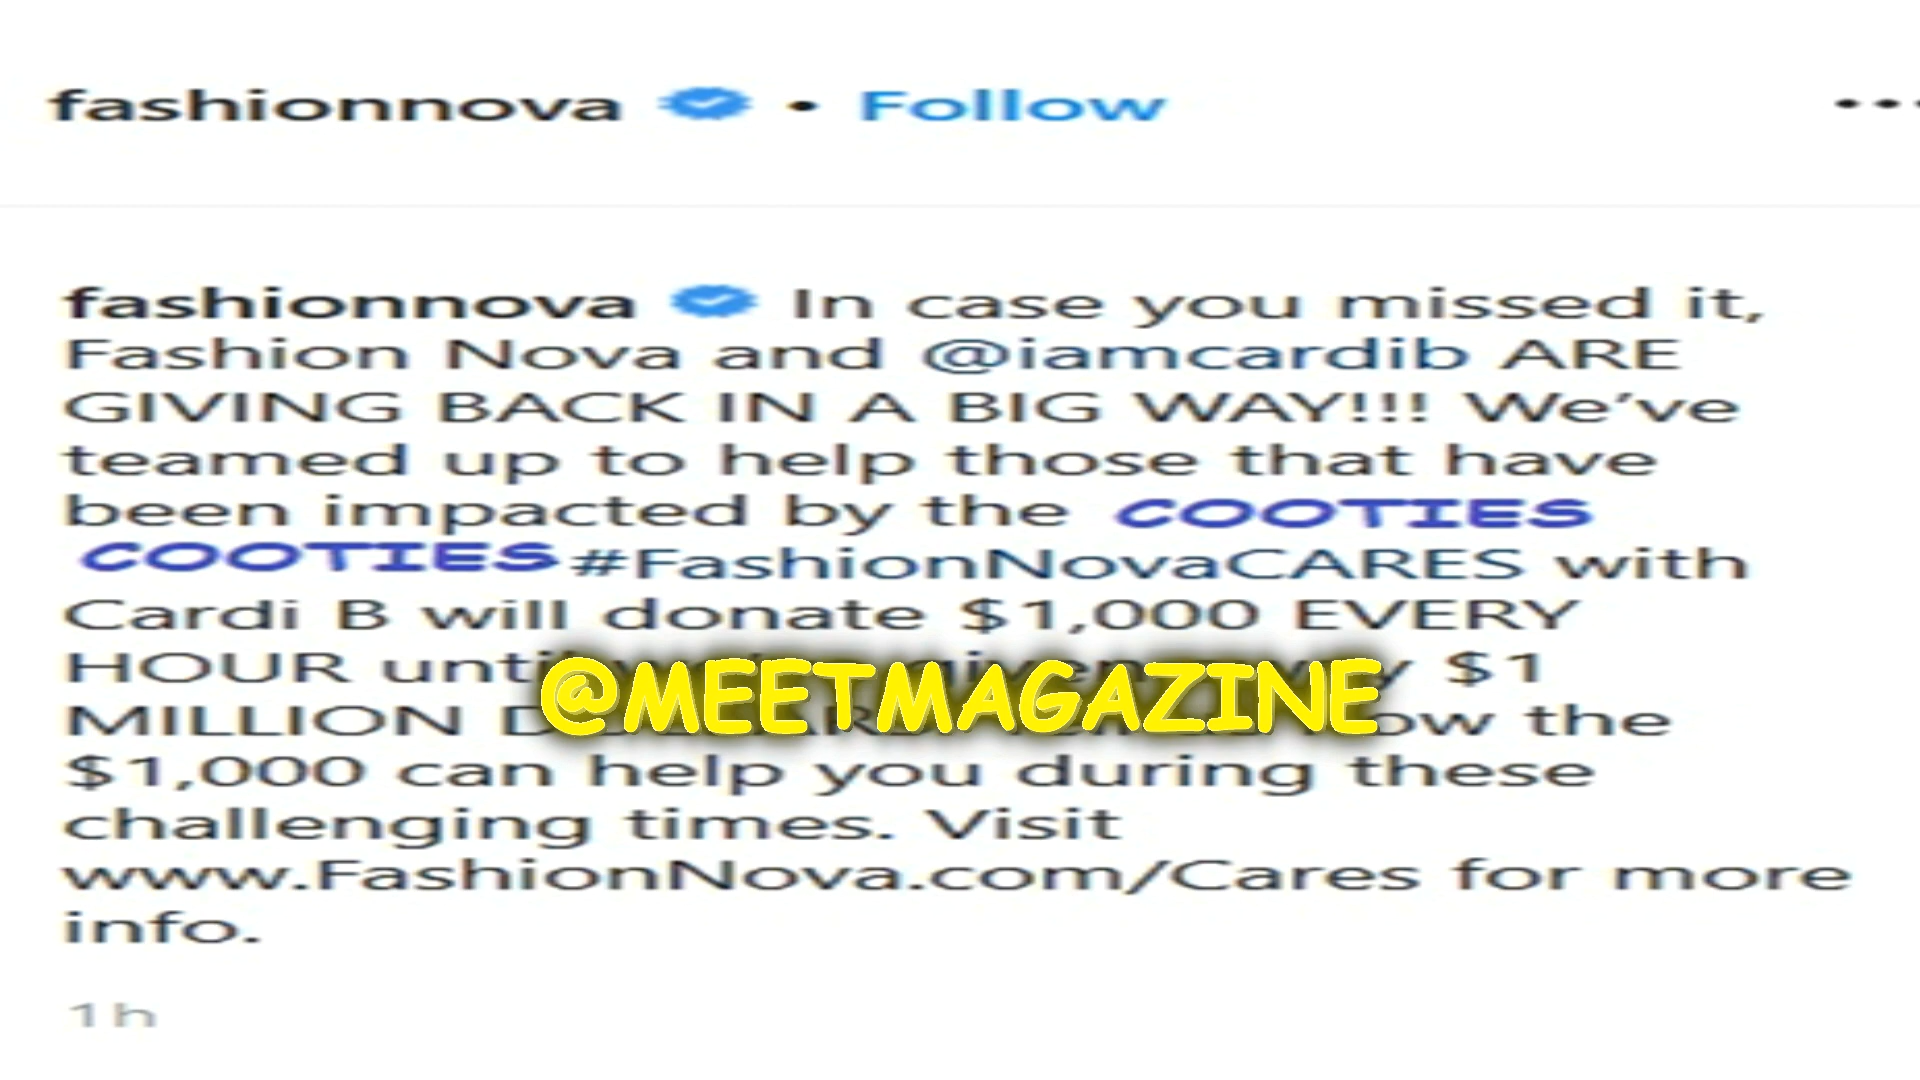 fashionnova • Follow •••
fashionnova In case you missed it,
Fashion Nova and @iamcardib ARE
GIVING BACK IN A BIG WAY!!! We've
teamed up to help those that have
been impacted by the COOTIES
COOTIES #FashionNovaCARES with
Cardi B will donate $1,000 EVERY
HOUR $1
@MEETMAGAZINE
MILLION the
$1,000 can help you during these
challenging times. Visit
www.FashionNova.com/Cares for more
info.
1h